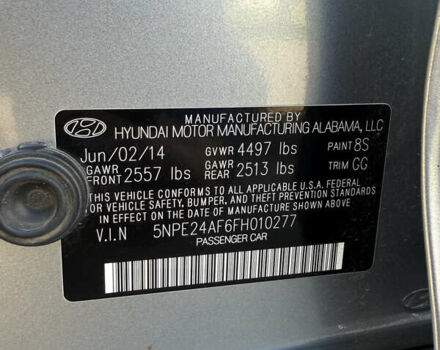 MANUFACTURED BY
HYUNDAI MOTOR MANUFACTURING ALABAMA, LLC
Jun/02/14 GVWR 4497 lbs PAINT 8S
GAWR FRONT 2557 lbs GAWR REAR 2513 lbs TRIM GG
THIS VEHICLE CONFORMS TO ALL APPLICABLE U.S.A. FEDERAL
MOTOR VEHICLE SAFETY, BUMPER, AND THEFT PREVENTION STANDARDS
IN EFFECT ON THE DATE OF MANUFACTURE SHOWN ABOVE.
V.I.N 5NPE24AF6FH010277
PASSENGER CAR